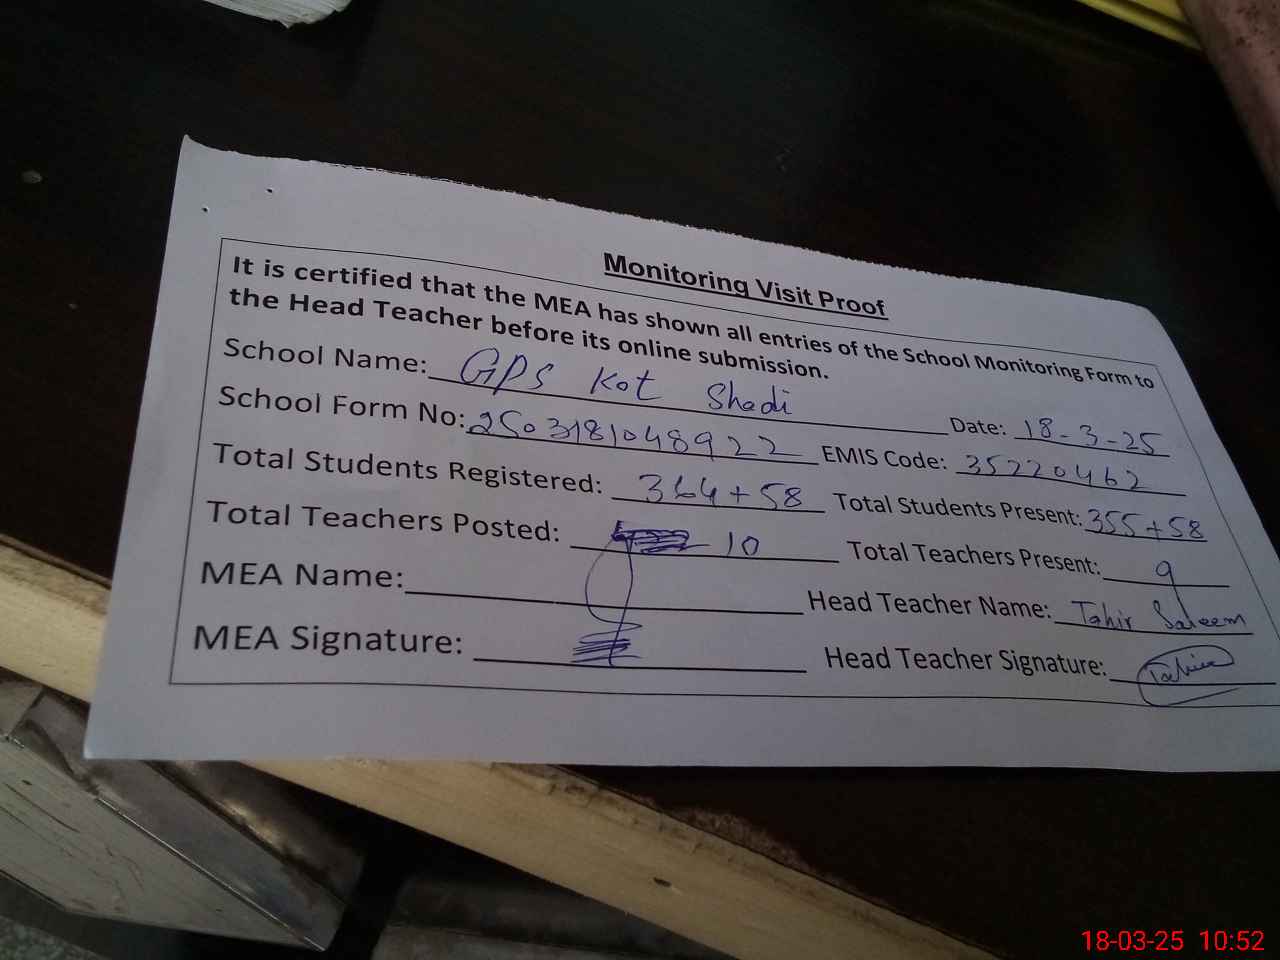 Monitoring Visit Proof
It is certified that the MEA has shown all entries of the School Monitoring Form to
the Head Teacher before its online submission.
School Name: GPS Kot Shadi Date: 18-3-25
School Form No: 2503181048922 EMIS Code: 35220462
Total Students Registered: 364+58 Total Students Present: 355+58
Total Teachers Posted: 10 Total Teachers Present: 9
MEA Name: Head Teacher Name: Tahir Saleem
MEA Signature: Head Teacher Signature: Tahir
18-03-25 10:52